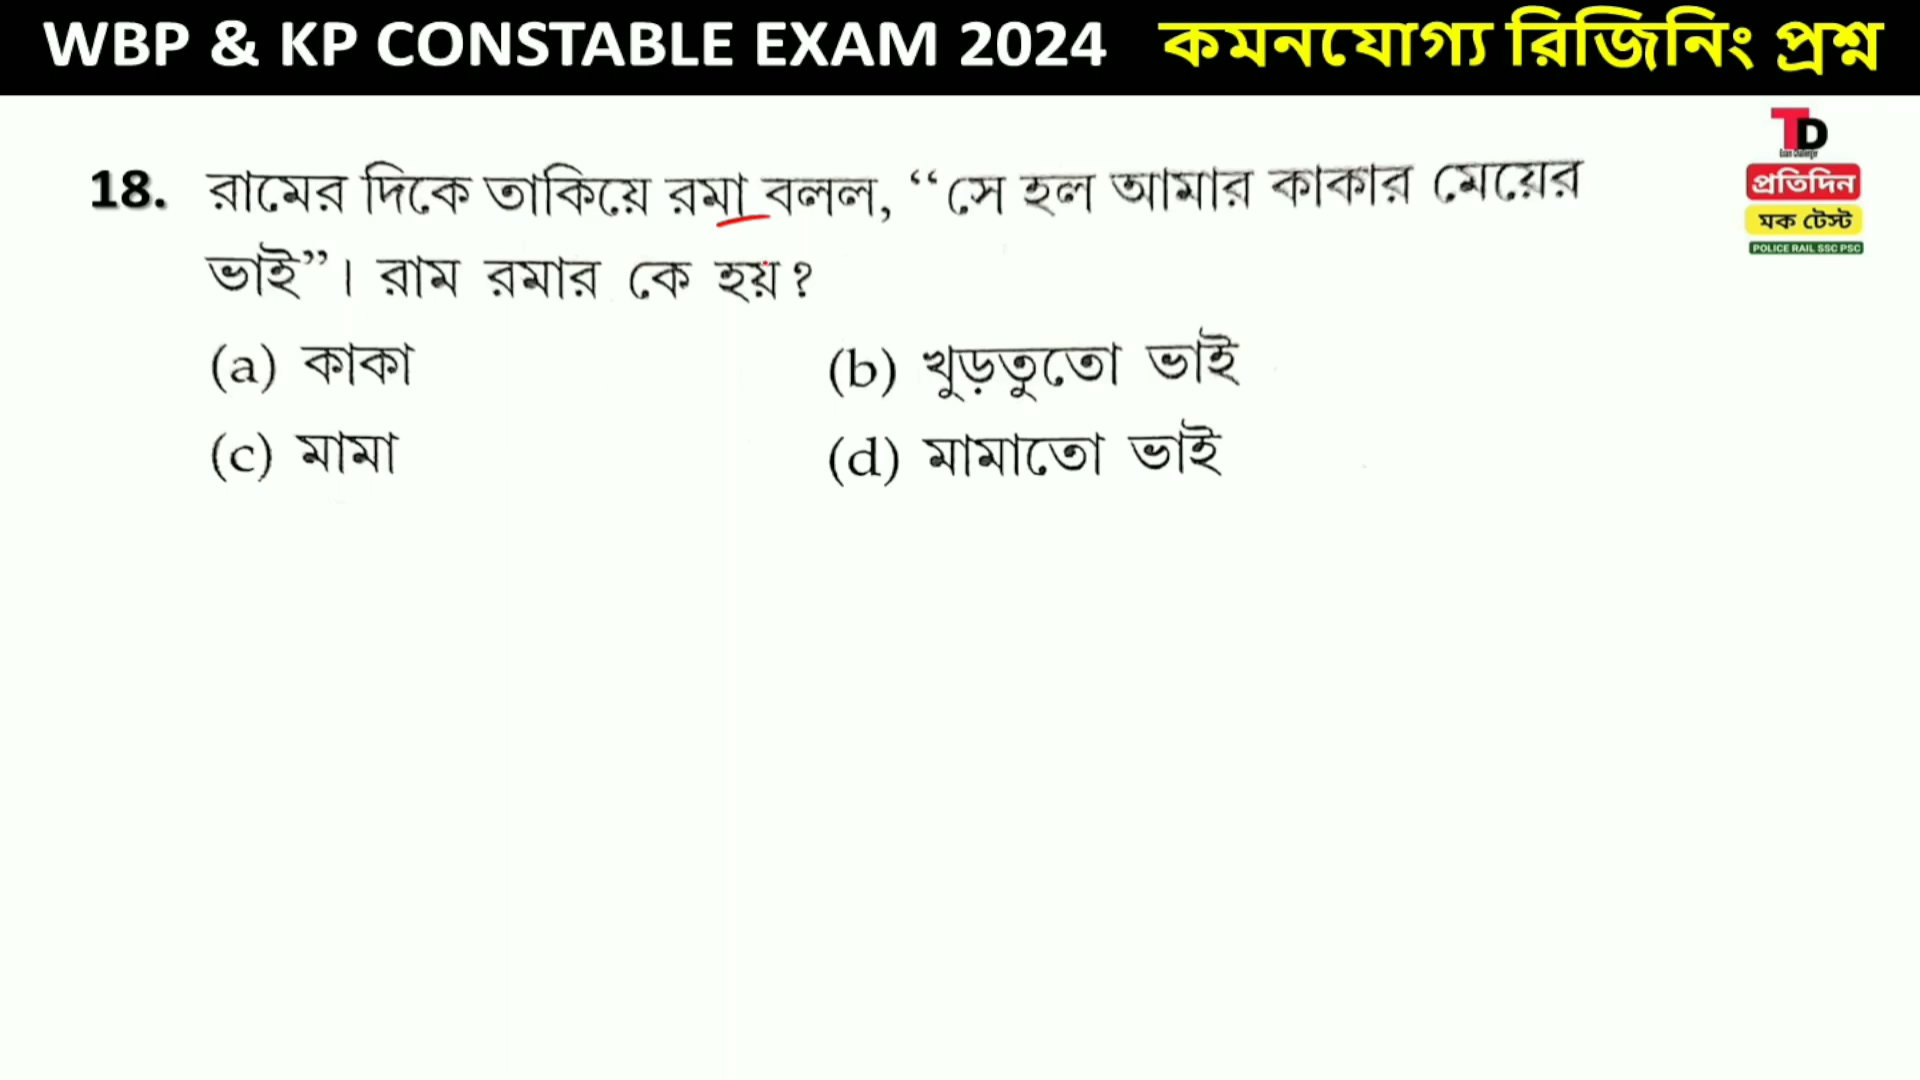 WBP & KP CONSTABLE EXAM 2024 কমনযোগ্য রিজিনিং প্রশ্ন
TD
প্রতিদিন
মক টেস্ট
POLICE RAIL SSC PSC
18. রামের দিকে তাকিয়ে রমা বলল, ‘‘সে হল আমার কাকার মেয়ের
ভাই’’। রাম রমার কে হয়?
(a) কাকা (b) খুড়তুতো ভাই
(c) মামা (d) মামাতো ভাই